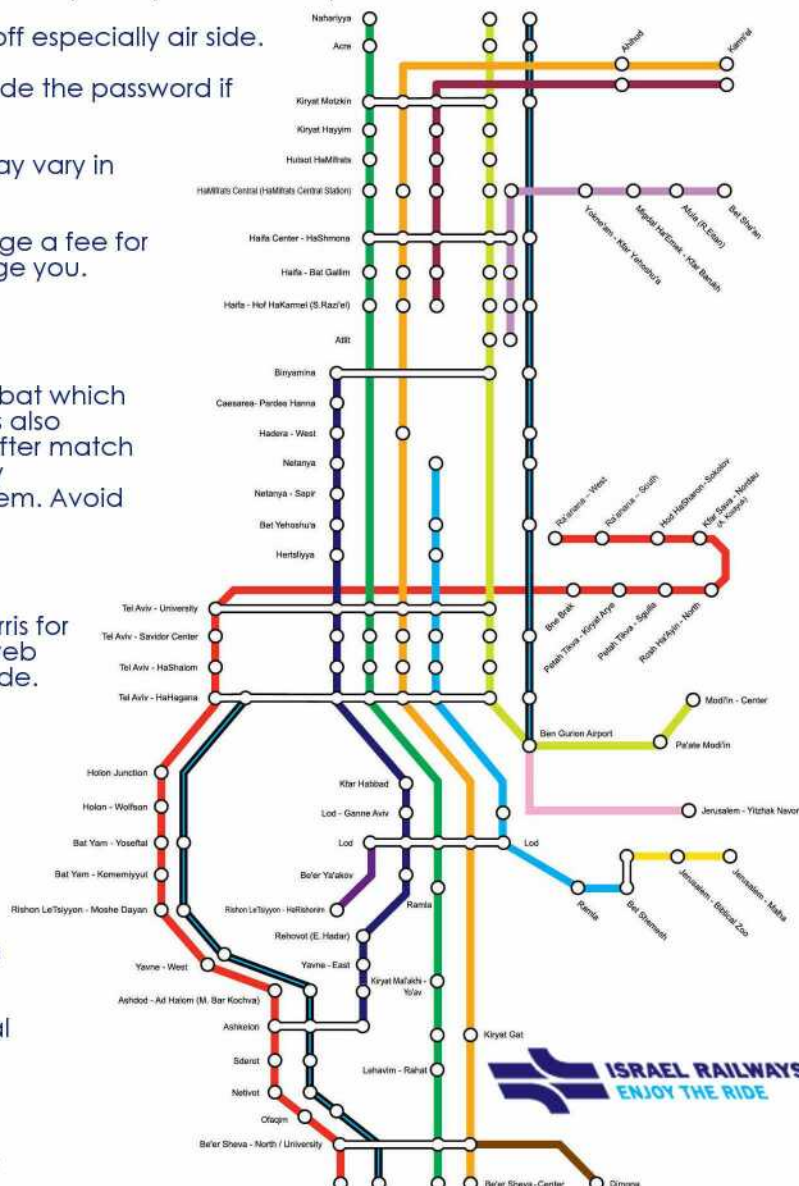 off especially air side.
de the password if
ay vary in
ge a fee for
ge you.
bat which
s also
fter match
em. Avoid
rris for
eb
de.
Nahariyya
Acre
Ahihud
Karmi'el
Kiryat Motzkin
Kiryat Hayyim
Hutsot HaMifrats
HaMifrats Central (HaMifrats Central Station)
Yokne'am - Kfar Yehoshu'a
Migdal Ha'Emek - Kfar Barukh
Afula (R.Eitan)
Bet She'an
Haifa Center - HaShmona
Haifa - Bat Gallim
Haifa - Hof HaKarmel (S.Razi'el)
Atlit
Binyamina
Caesarea- Pardes Hanna
Hadera - West
Netanya
Netanya - Sapir
Bet Yehoshu'a
Hertsliyya
Ra'anana - West
Ra'anana - South
Hod HaSharon - Sokolov
Kfar Sava - Nordau
(A. Kostyuk)
Bne Brak
Petah Tikva - Kiryat Arye
Petah Tikva - Sgulla
Rosh Ha'Ayin - North
Tel Aviv - University
Tel Aviv - Savidor Center
Tel Aviv - HaShalom
Tel Aviv - HaHagana
Modi'in - Center
Ben Gurion Airport
Pa'ate Modi'in
Holon Junction
Kfar Habbad
Holon - Wolfson
Lod - Ganne Aviv
Jerusalem - Yitzhak Navon
Bat Yam - Yoseftal
Lod
Lod
Bat Yam - Komemiyyut
Be'er Ya'akov
Ramla
Bet Shemesh
Jerusalem - Biblical Zoo
Jerusalem - Malha
Rishon LeTsiyyon - Moshe Dayan
Rishon LeTsiyyon - HaRishonim
Ramla
Rehovot (E. Hadar)
Yavne - West
Yavne - East
Kiryat Mal'akhi -
Yo'av
Ashdod - Ad Halom (M. Bar Kochva)
Ashkelon
Kiryat Gat
Sderot
Lehavim - Rahat
Netivot
Ofaqim
Be'er Sheva - North / University
Be'er Sheva - Center
Dimona
ISRAEL RAILWAYS
ENJOY THE RIDE